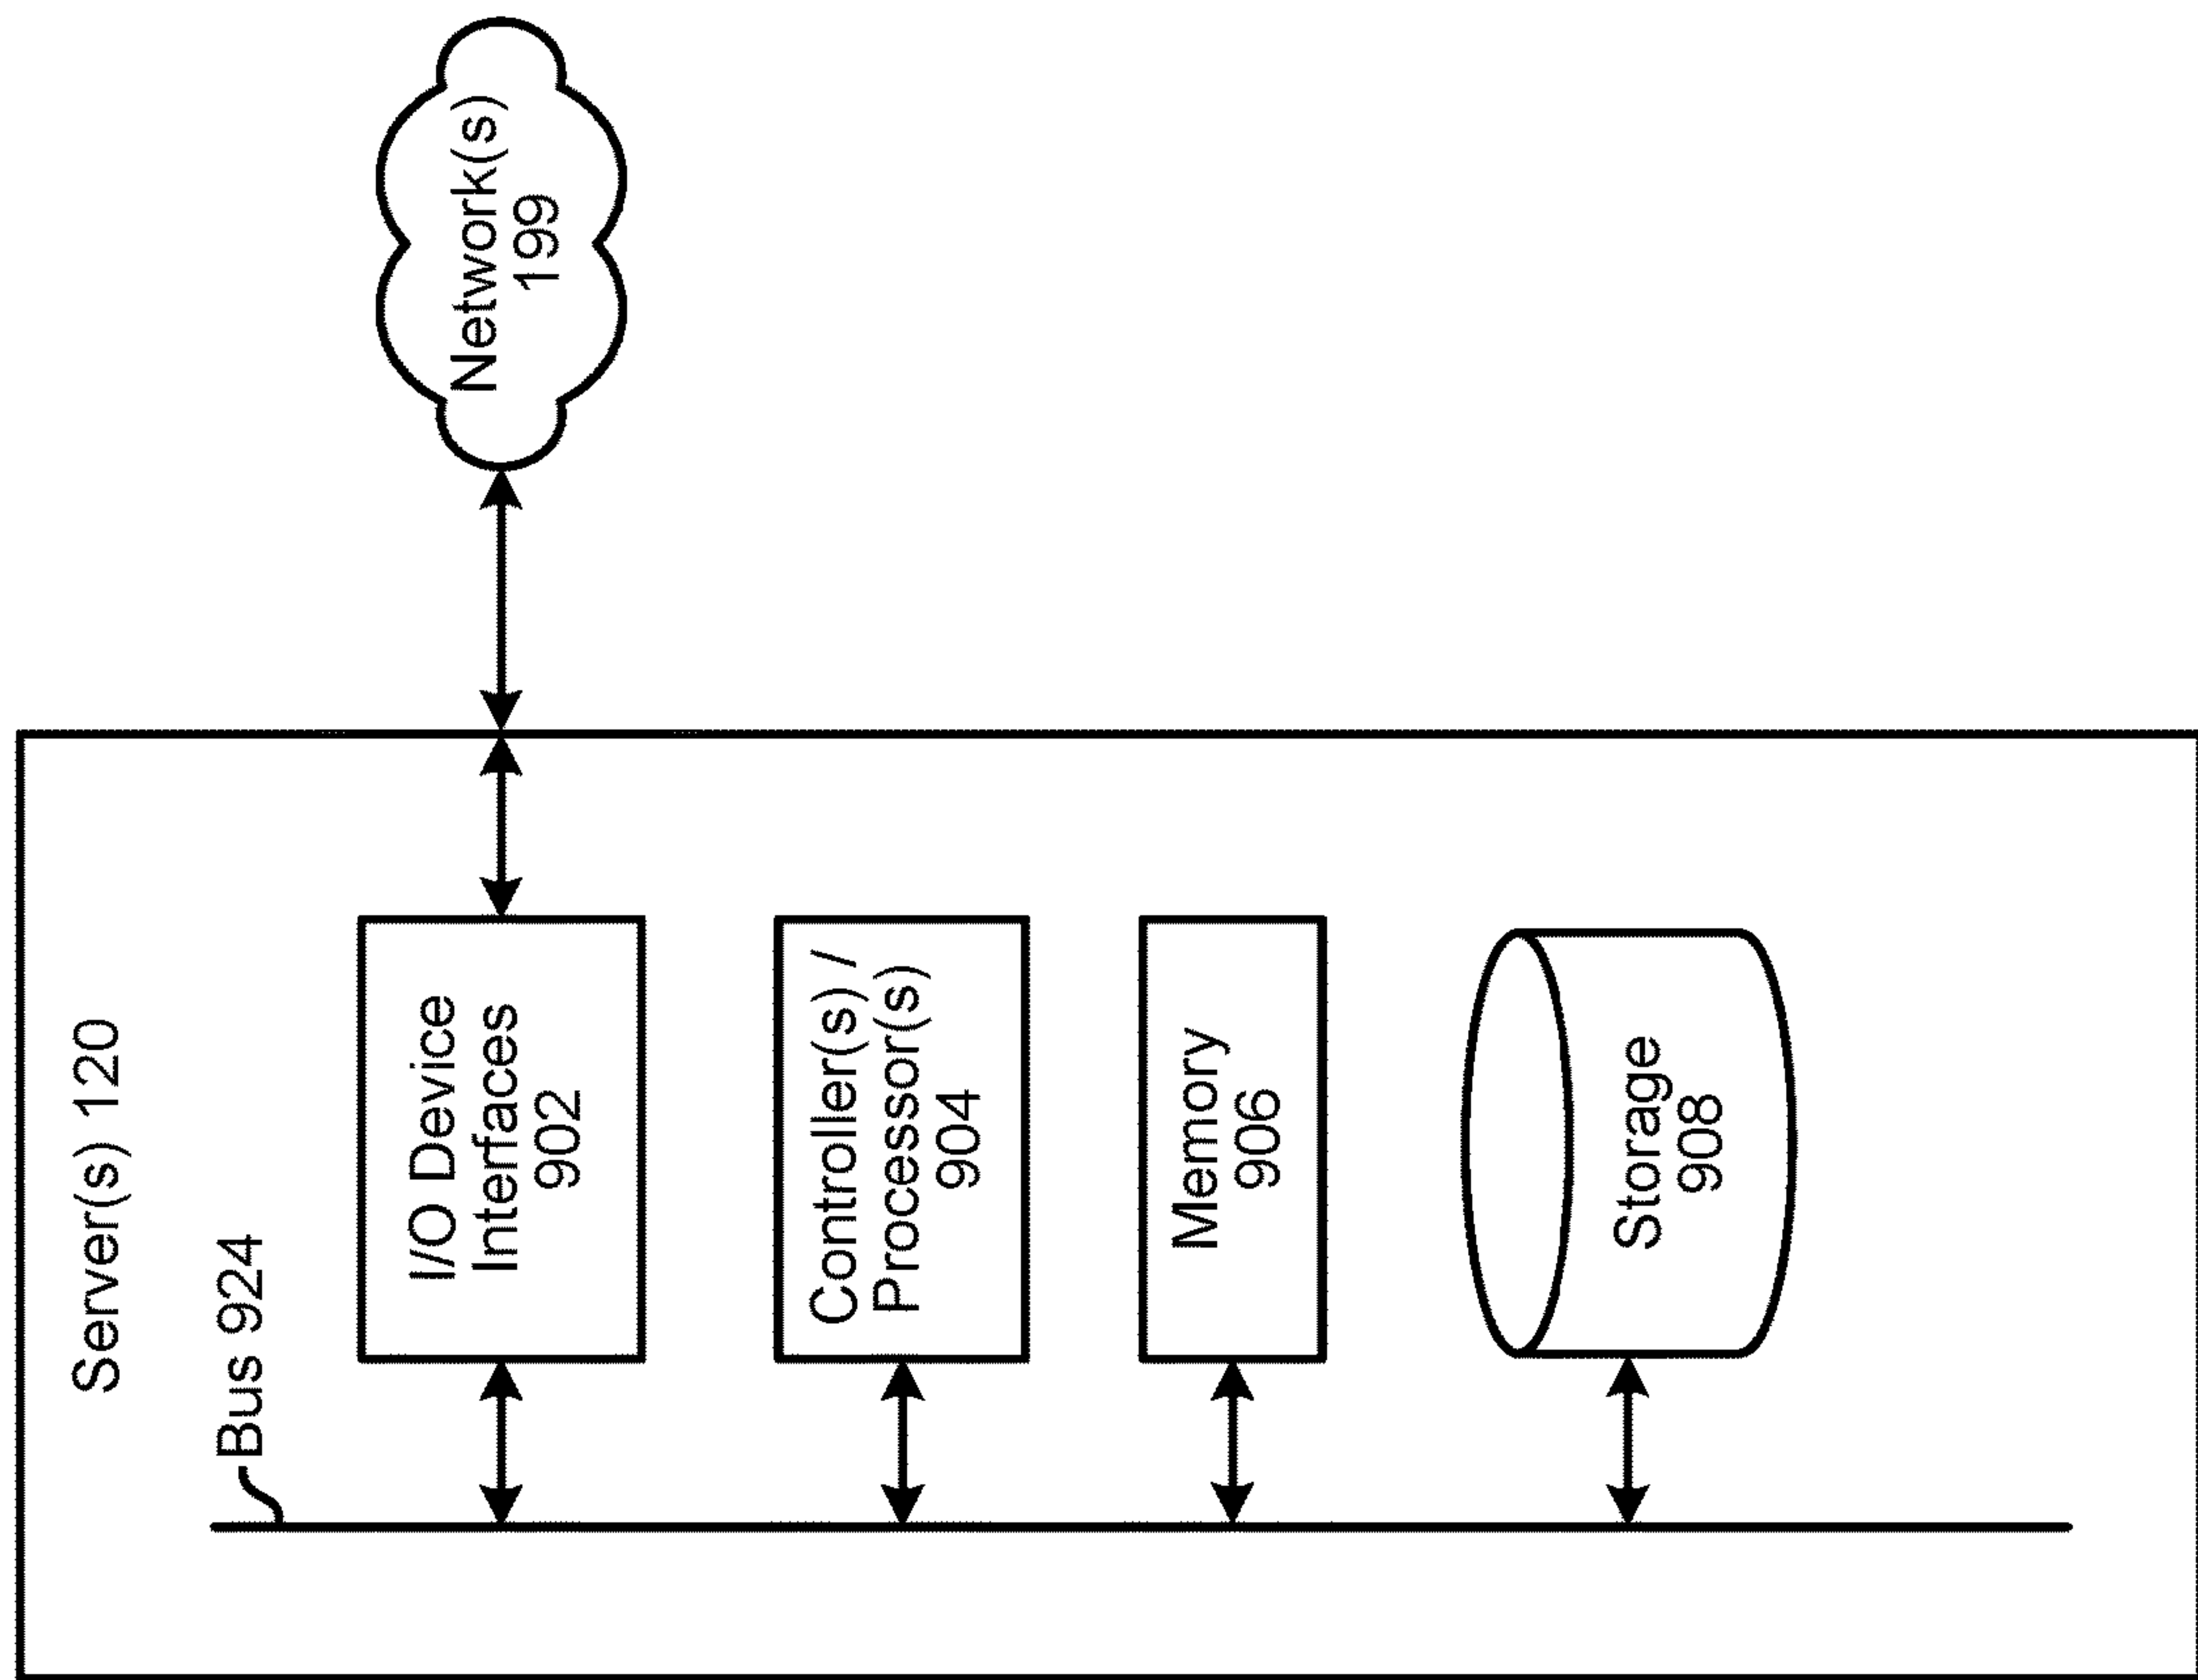 Server(s) 120
Bus 924
I/O Device
Interfaces
902
Network(s)
199
Controller(s) /
Processor(s)
904
Memory
906
Storage
908